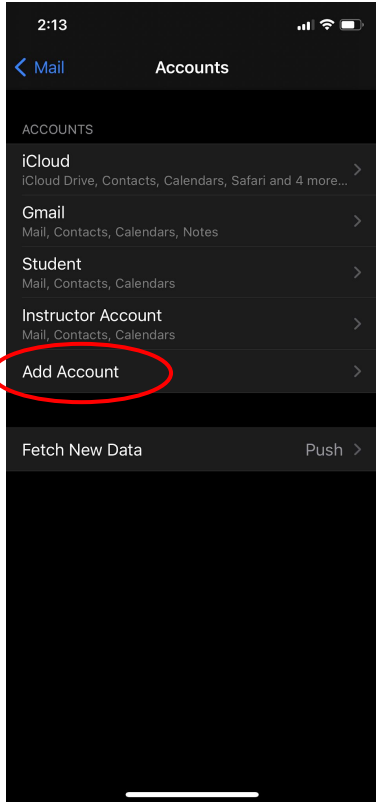 2:13
Mail
Accounts
ACCOUNTS
iCloud
iCloud Drive, Contacts, Calendars, Safari and 4 more...
Gmail
Mail, Contacts, Calendars, Notes
Student
Mail, Contacts, Calendars
Instructor Account
Mail, Contacts, Calendars
Add Account
Fetch New Data Push